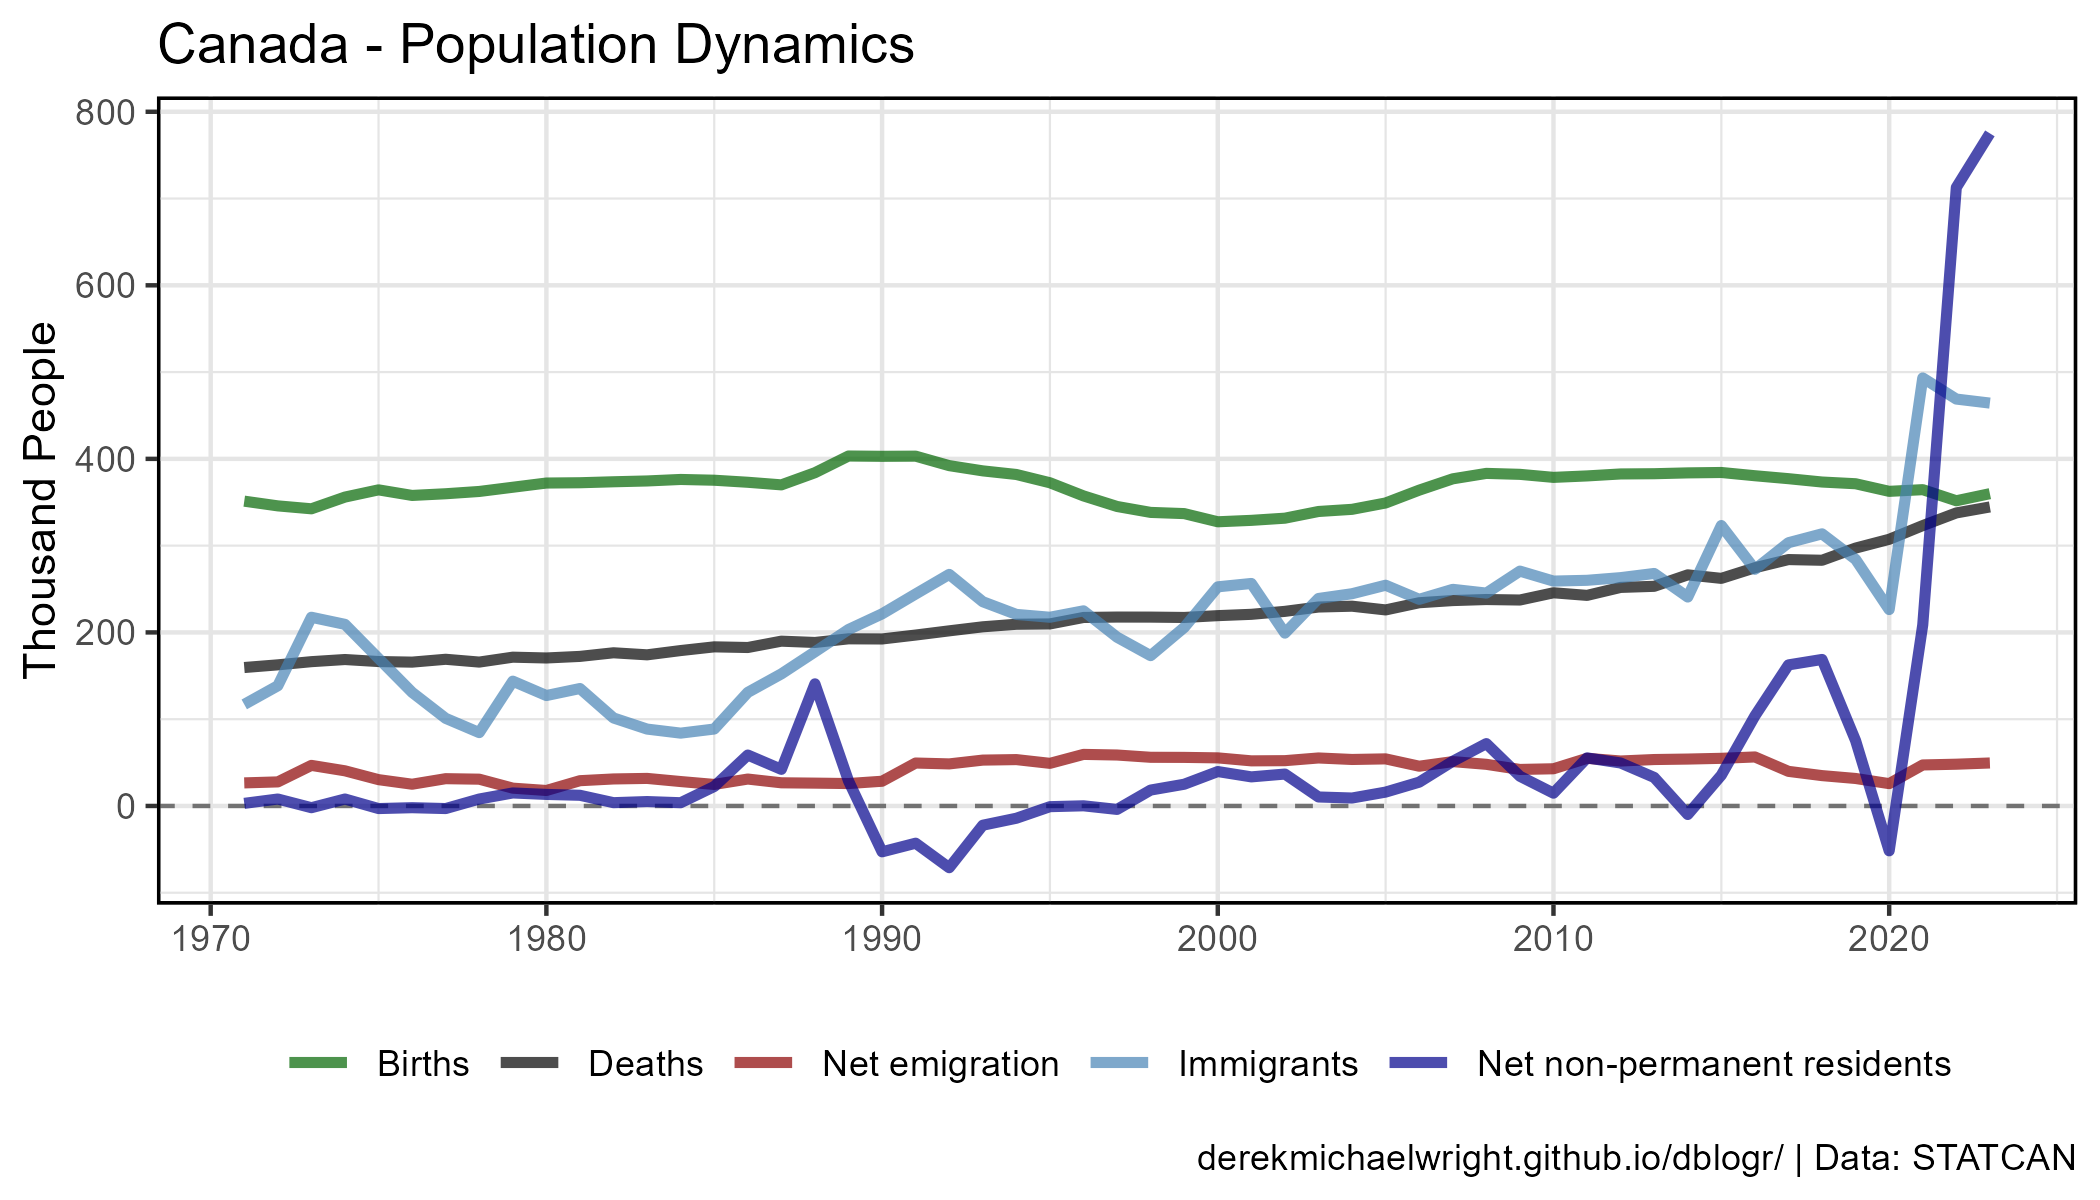 Canada - Population Dynamics
Thousand People
800
600
400
200
0
1970 1980 1990 2000 2010 2020
Births Deaths Net emigration Immigrants Net non-permanent residents
derekmichaelwright.github.io/dblogr/ | Data: STATCAN